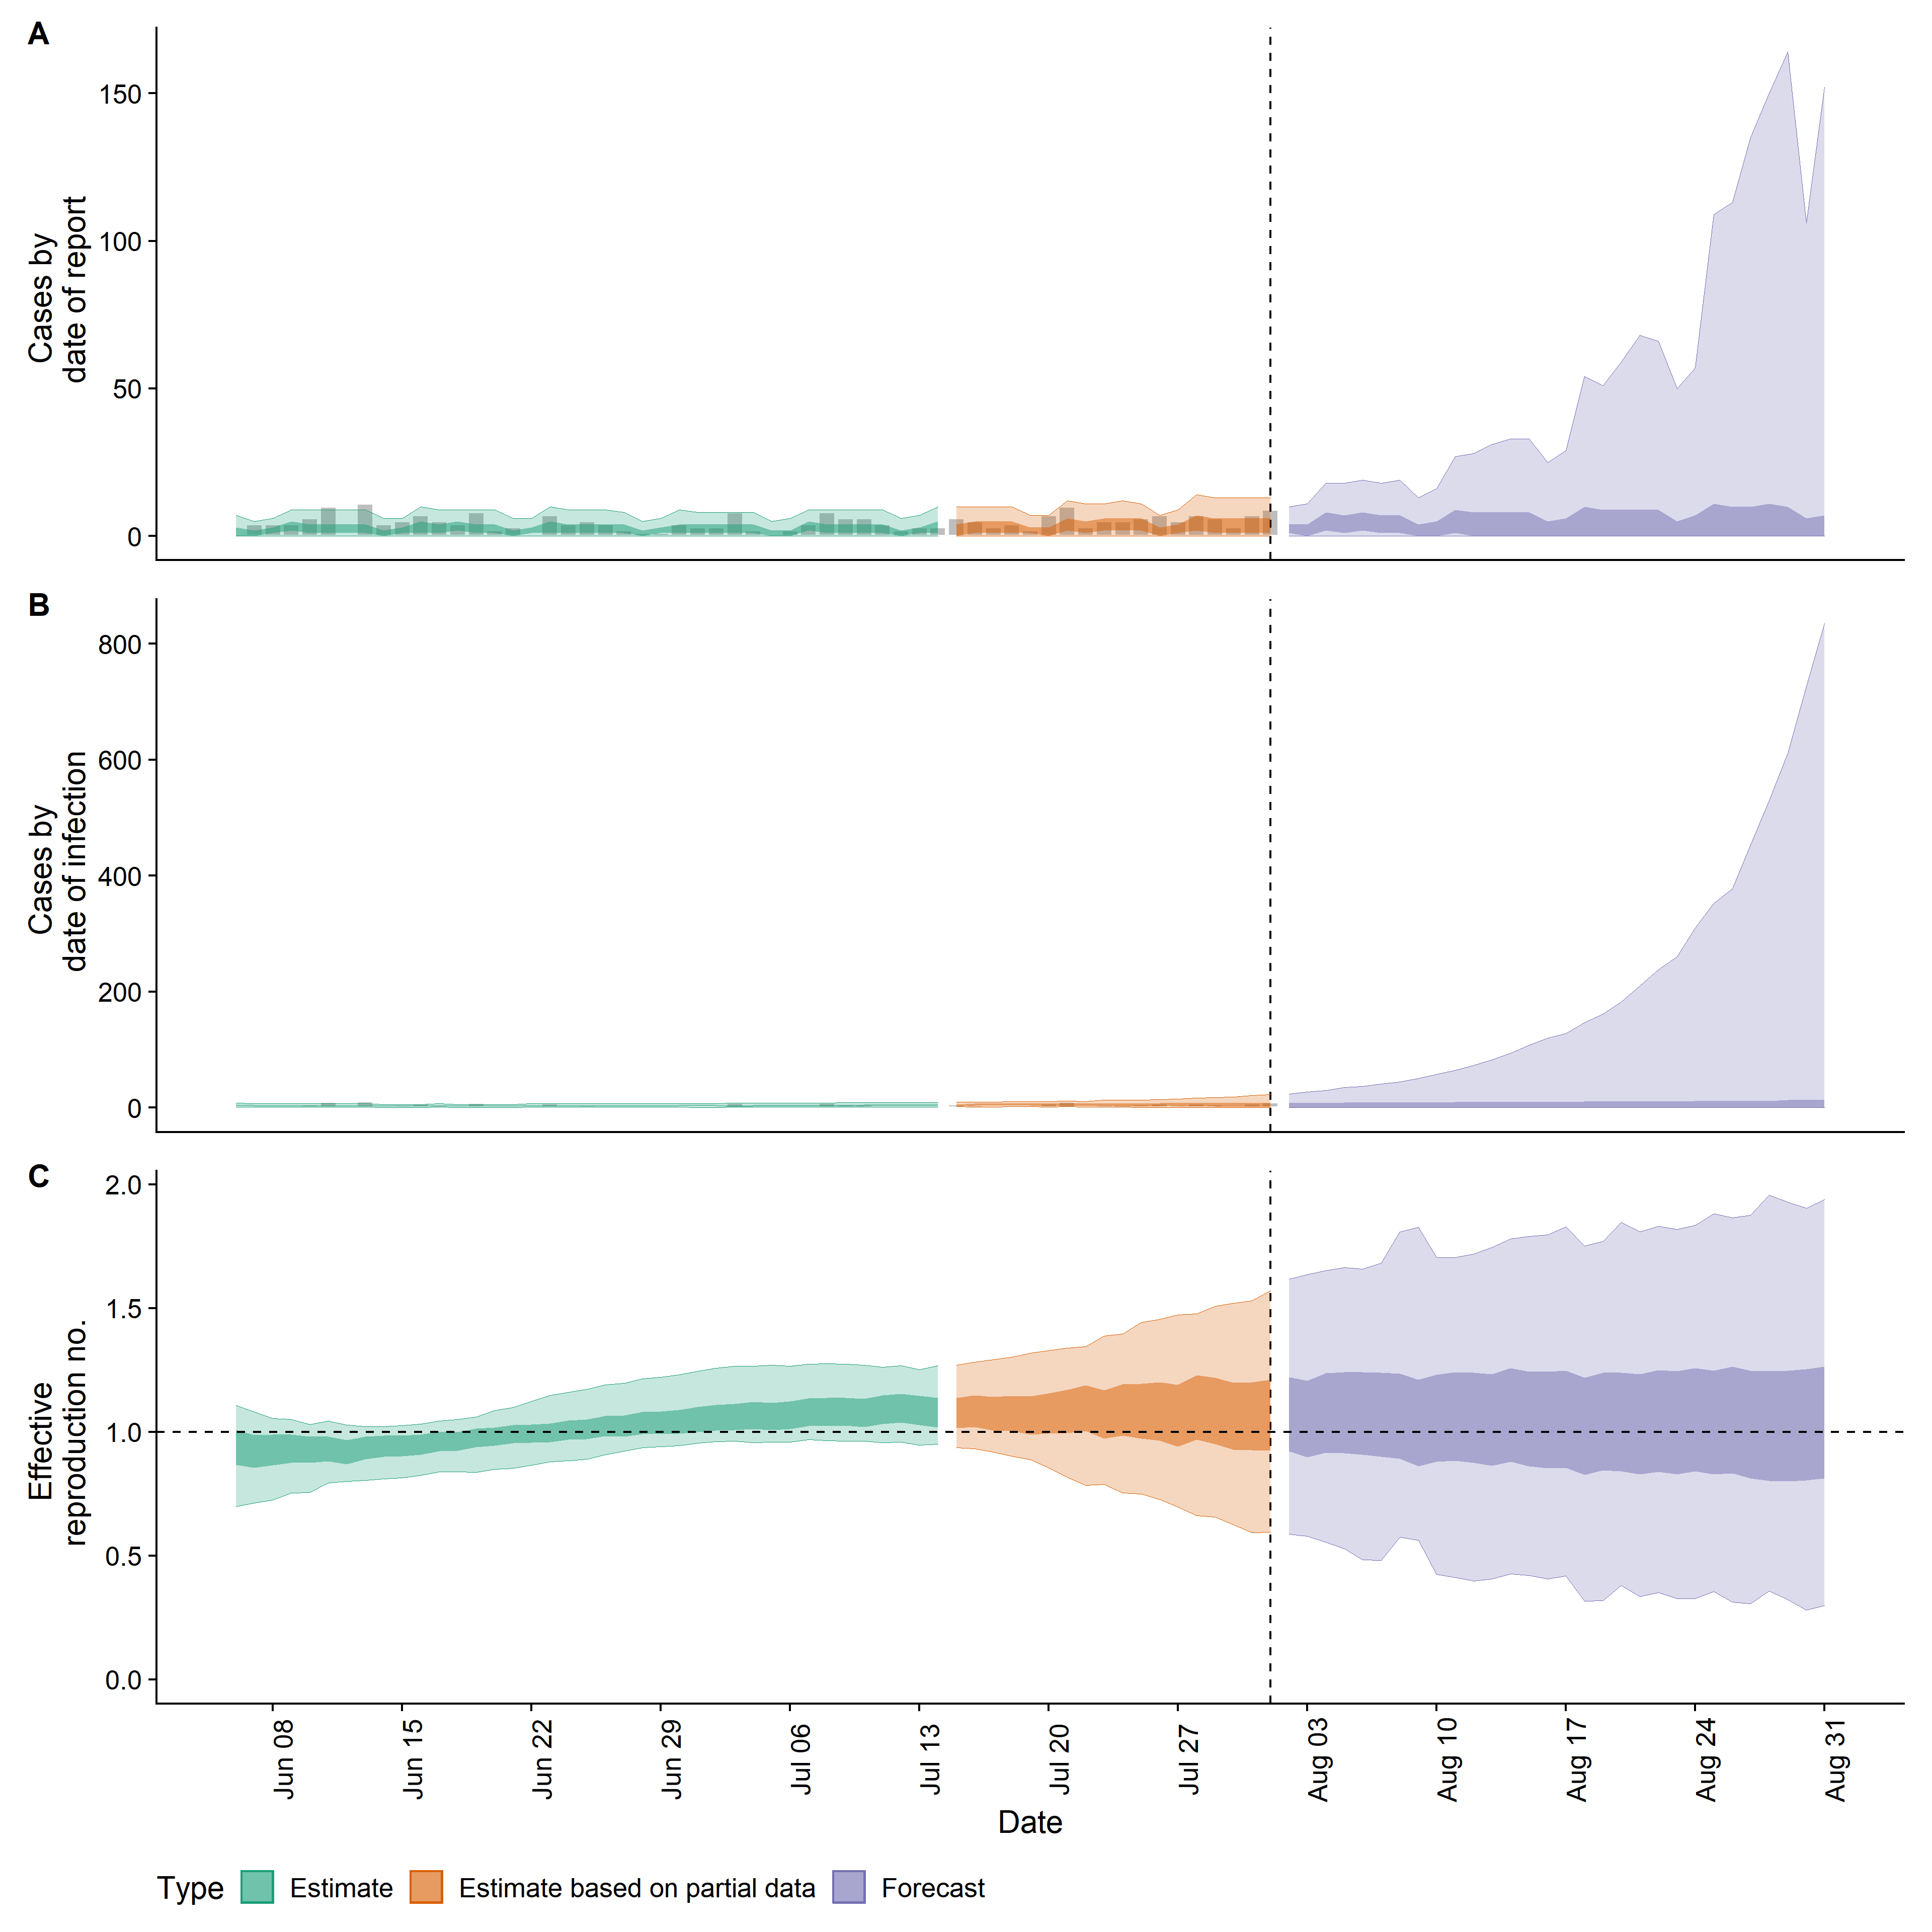 A
Cases by
date of report
150
100
50
0
B
Cases by
date of infection
800
600
400
200
0
C
Effective
reproduction no.
2.0
1.5
1.0
0.5
0.0
Jun 08
Jun 15
Jun 22
Jun 29
Jul 06
Jul 13
Jul 20
Jul 27
Aug 03
Aug 10
Aug 17
Aug 24
Aug 31
Date
Type Estimate Estimate based on partial data Forecast